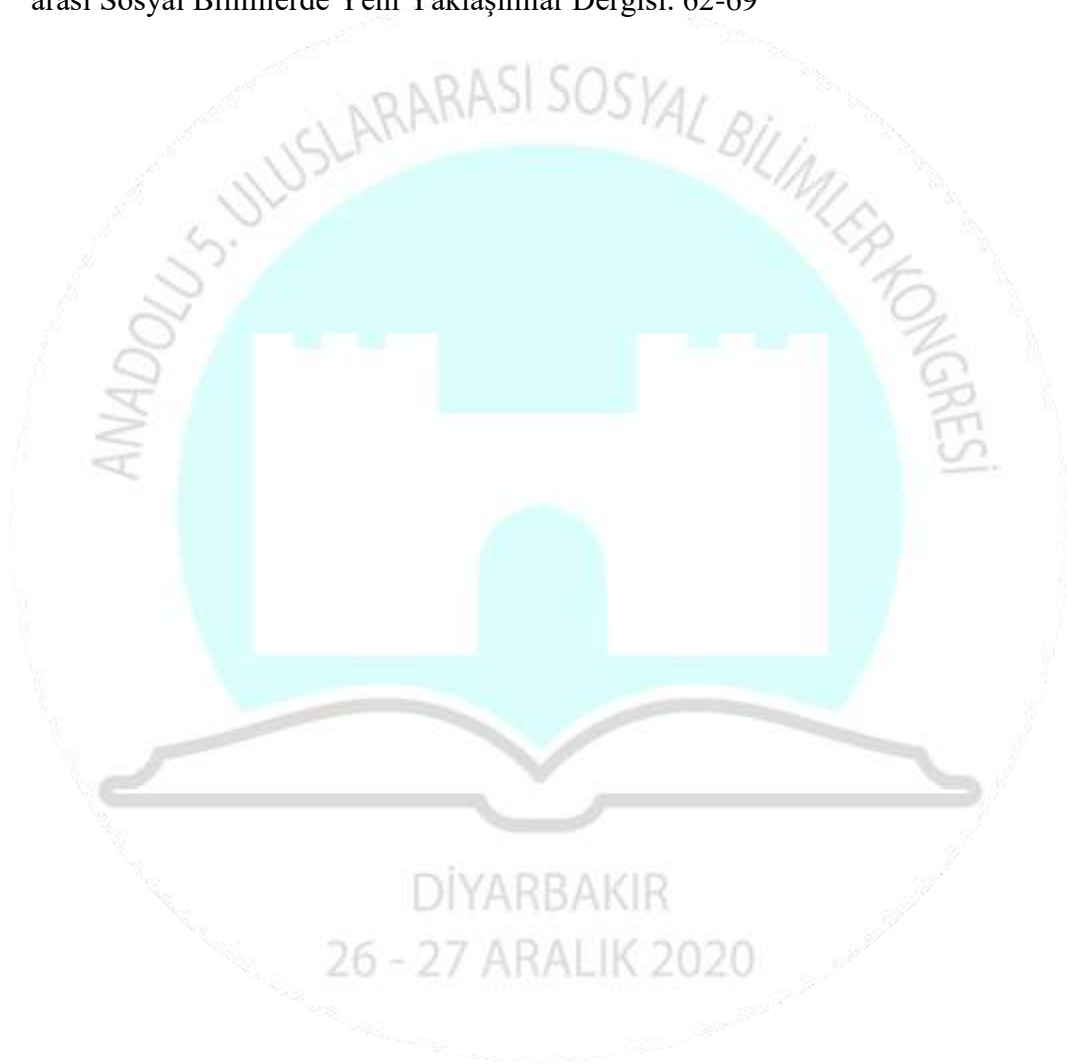 arası Sosyal Bilimlerde Yeni Yaklaşımlar Dergisi. 62-69
ANADOLU 5. ULUSLARARARASI SOSYAL BİLİMLER KONGRESİ
DİYARBAKIR
26 - 27 ARALIK 2020